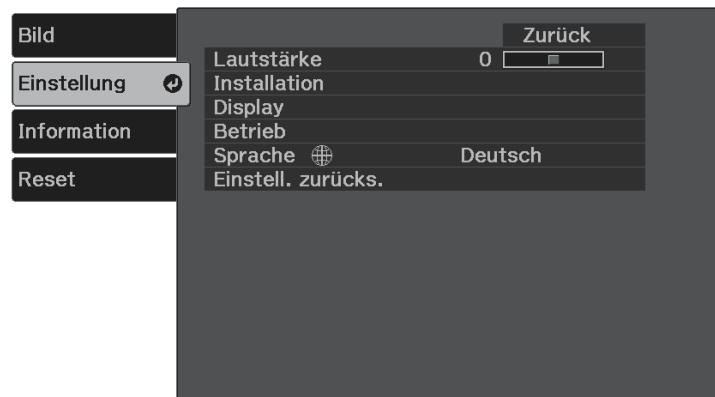 Bild
Einstellung
Information
Reset
Zurück
Lautstärke 0
Installation
Display
Betrieb
Sprache Deutsch
Einstell. zurücks.